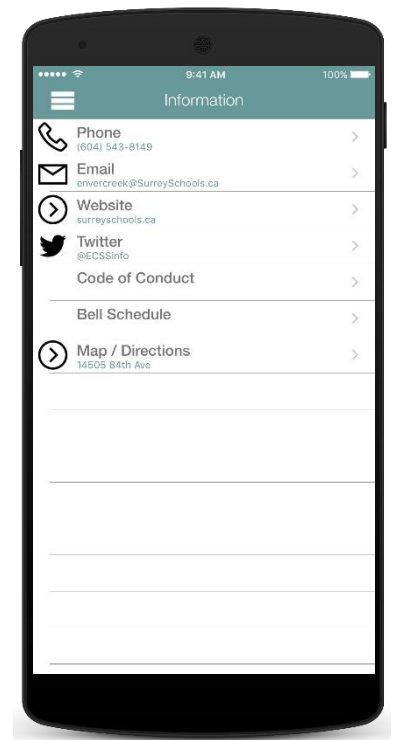 9:41 AM
100%
Information
Phone
(604) 543-8149
Email
envercreek@SurreySchools.ca
Website
surreyschools.ca
Twitter
@ECSSinfo
Code of Conduct
Bell Schedule
Map / Directions
14505 84th Ave